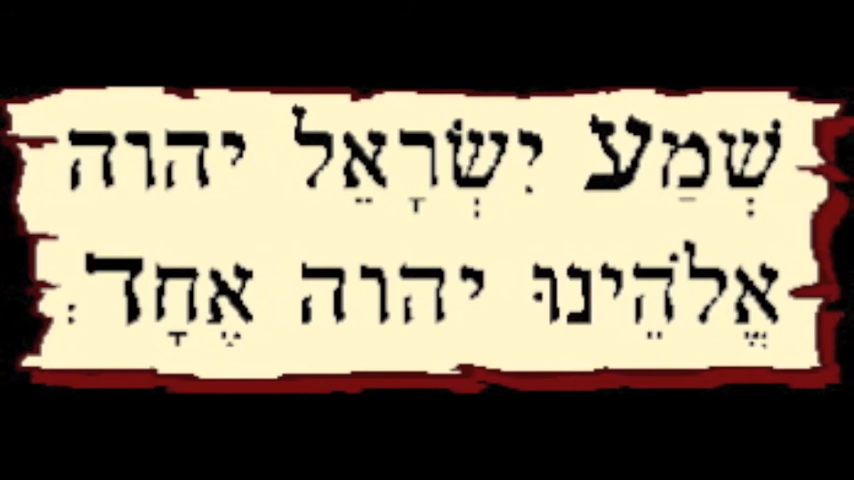 שְׁמַע יִשְׂרָאֵל יהוה
אֱלֹהֵינוּ יהוה אֶחָד׃